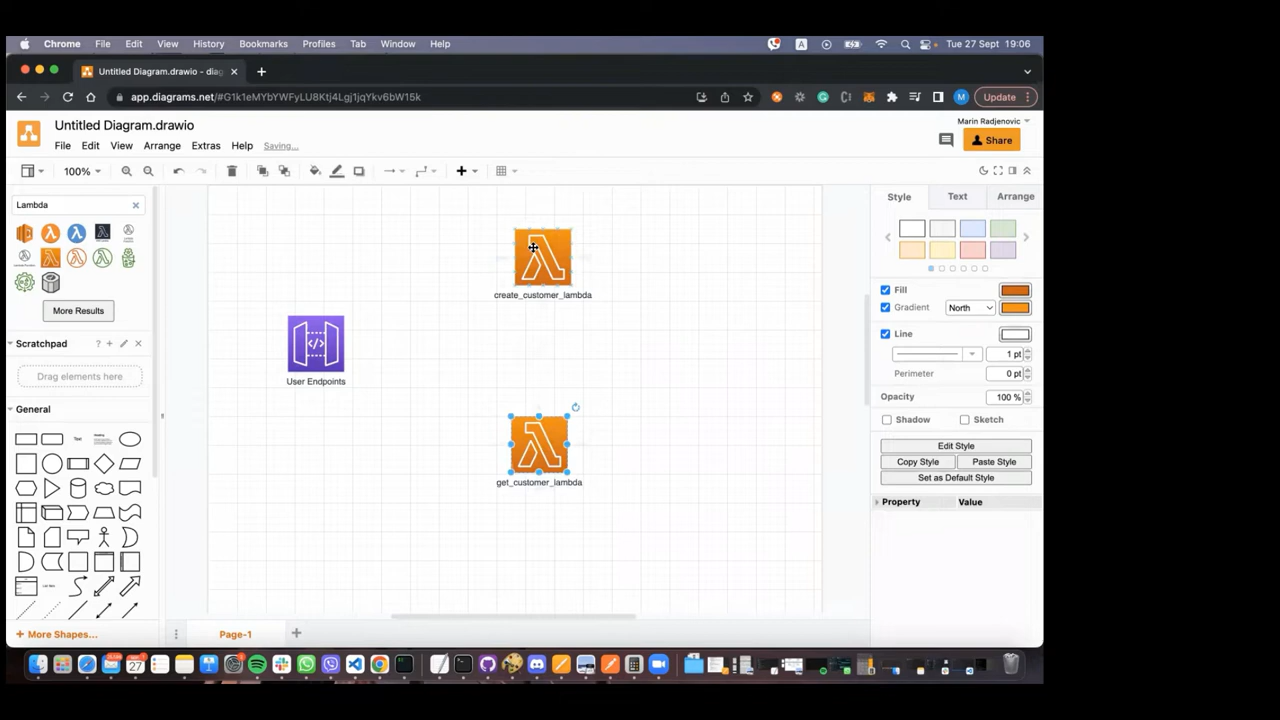 Chrome File Edit View History Bookmarks Profiles Tab Window Help
A
Tue 27 Sept 19:06
Untitled Diagram.drawio - diag
app.diagrams.net/#G1k1eMYbYWFyLU8Ktj4Lgj1jqYkv6bW15k
M
Update
Untitled Diagram.drawio
Marin Radjenovic
File Edit View Arrange Extras Help Saving...
Share
100%
Lambda
Style Text Arrange
More Results
Fill
Gradient North
Scratchpad
Line
1 pt
Drag elements here
Perimeter 0 pt
Opacity 100 %
General
Shadow Sketch
Text
Edit Style
Copy Style Paste Style
Set as Default Style
Property Value
create_customer_lambda
User Endpoints
get_customer_lambda
More Shapes...
Page-1